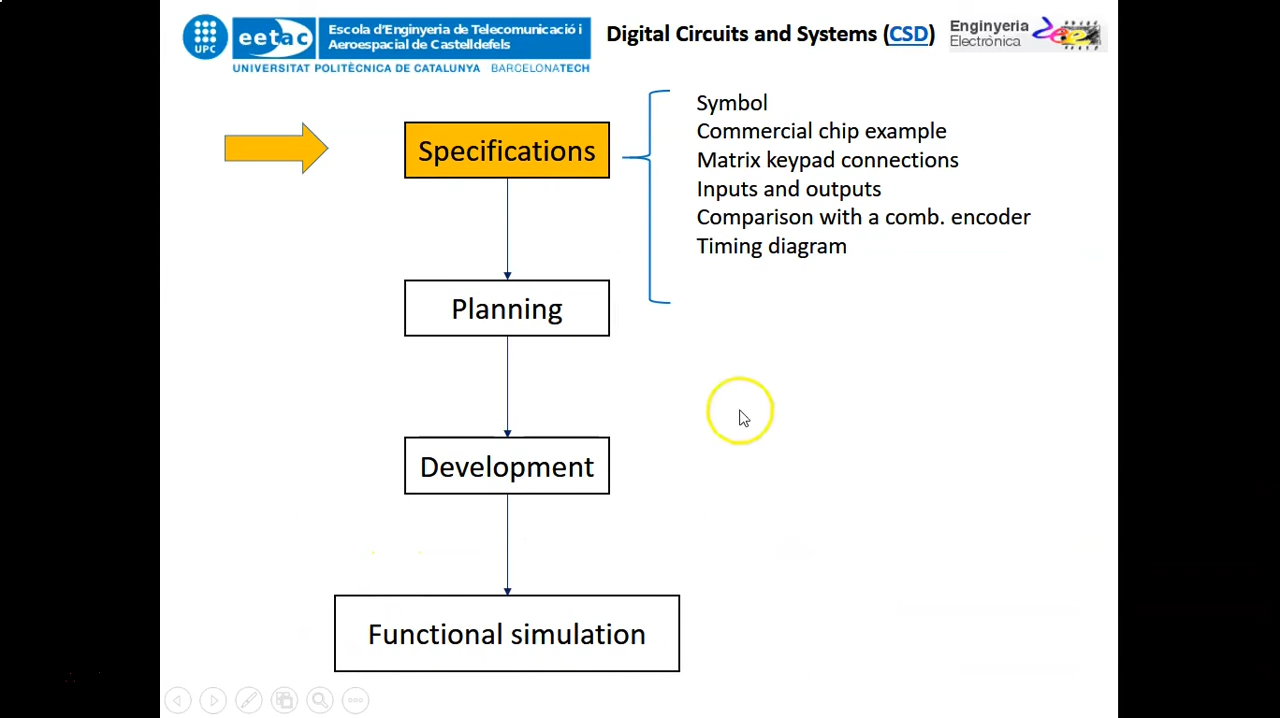 UPC
eetac
Escola d'Enginyeria de Telecomunicació i
Aeroespacial de Castelldefels
UNIVERSITAT POLITÈCNICA DE CATALUNYA BARCELONATECH
Digital Circuits and Systems (CSD)
Enginyeria
Electrònica
Specifications
Symbol
Commercial chip example
Matrix keypad connections
Inputs and outputs
Comparison with a comb. encoder
Timing diagram
Planning
Development
Functional simulation